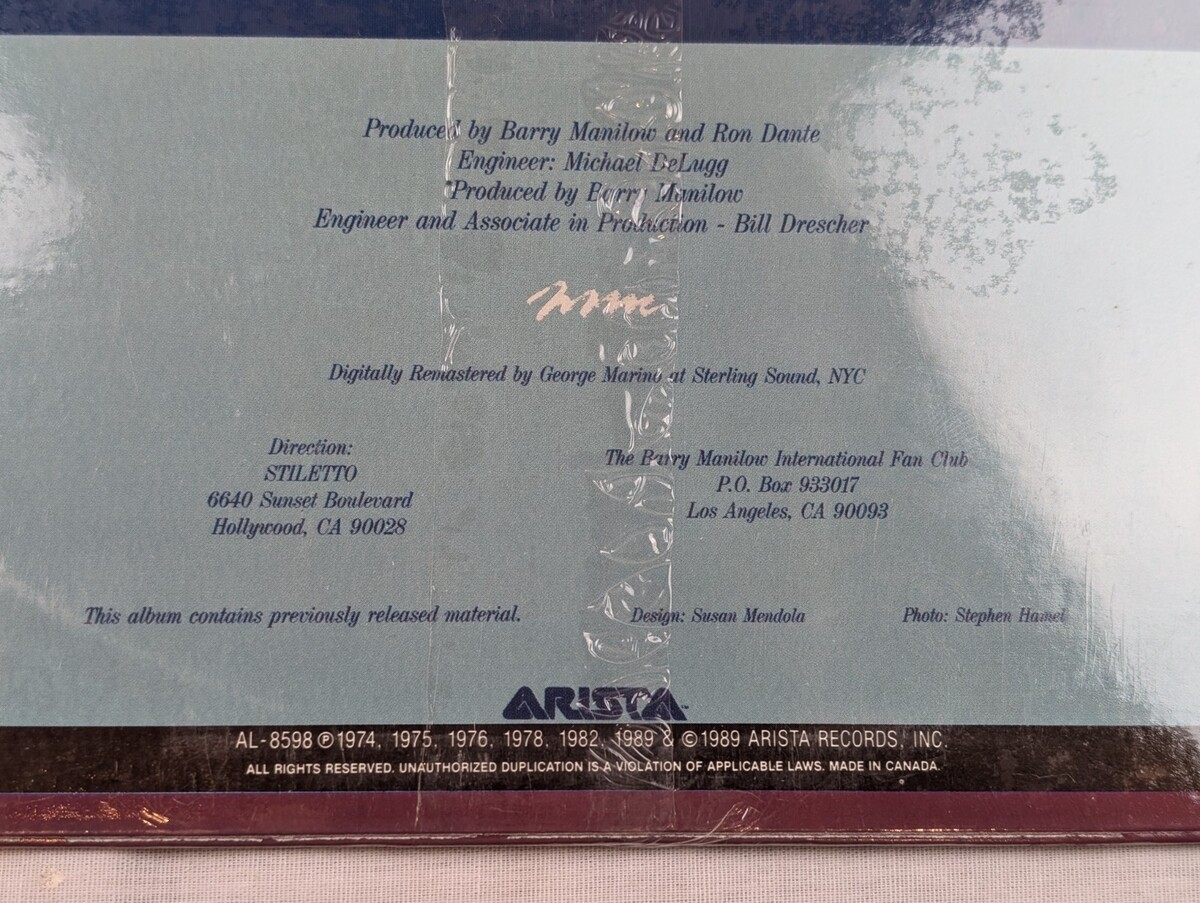 Produced by Barry Manilow and Ron Dante
Engineer: Michael DeLugg
*Produced by Barry Manilow
Engineer and Associate in Production - Bill Drescher
Digitally Remastered by George Marino at Sterling Sound, NYC
Direction:
STILETTO
6640 Sunset Boulevard
Hollywood, CA 90028
The Barry Manilow International Fan Club
P.O. Box 933017
Los Angeles, CA 90093
This album contains previously released material.
Design: Susan Mendola
Photo: Stephen Hamel
ARISTA™
AL-8598 ℗1974, 1975, 1976, 1978, 1982, 1989 & ©1989 ARISTA RECORDS, INC.
ALL RIGHTS RESERVED. UNAUTHORIZED DUPLICATION IS A VIOLATION OF APPLICABLE LAWS. MADE IN CANADA.